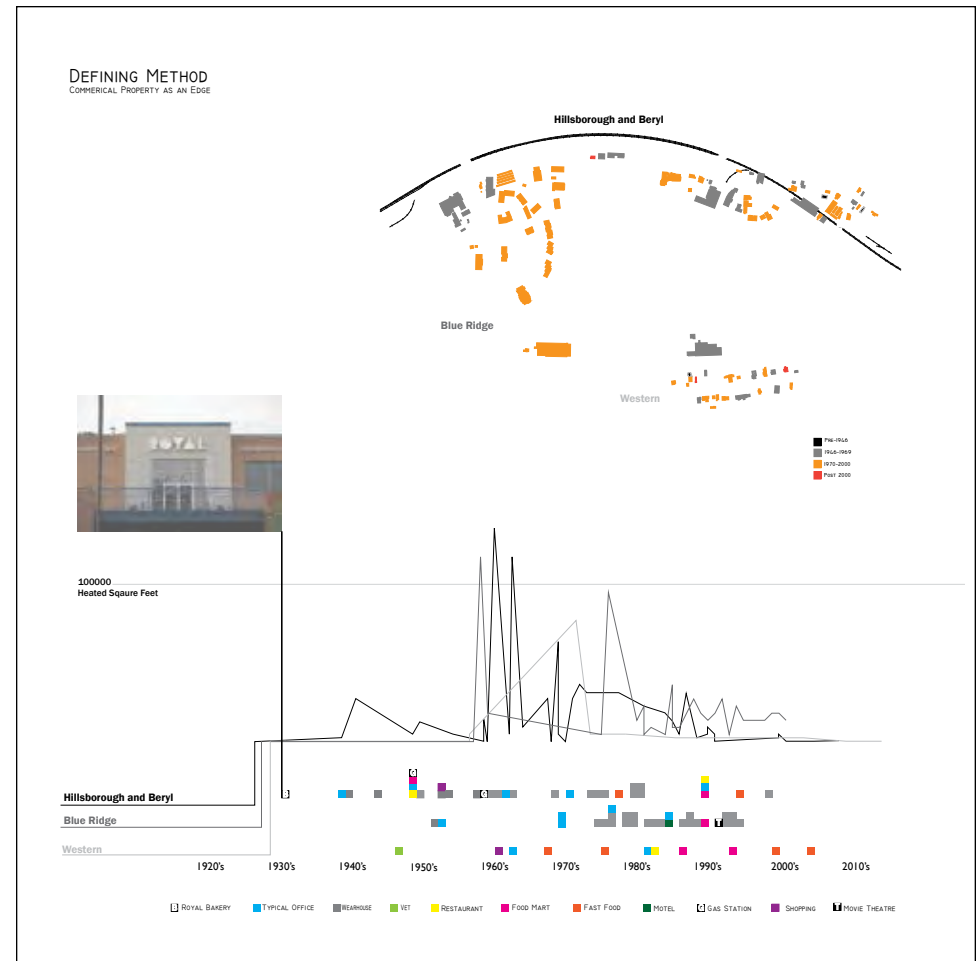 DEFINING METHOD
COMMERICAL PROPERTY AS AN EDGE
Hillsborough and Beryl
Blue Ridge
Western
ROYAL
PRE-1946
1946-1969
1970-2000
POST 2000
100000
Heated Sqaure Feet
Hillsborough and Beryl
Blue Ridge
Western
1920's 1930's 1940's 1950's 1960's 1970's 1980's 1990's 2000's 2010's
ROYAL BAKERY TYPICAL OFFICE WEARHOUSE VET RESTAURANT FOOD MART FAST FOOD MOTEL G GAS STATION SHOPPING T MOVIE THEATRE